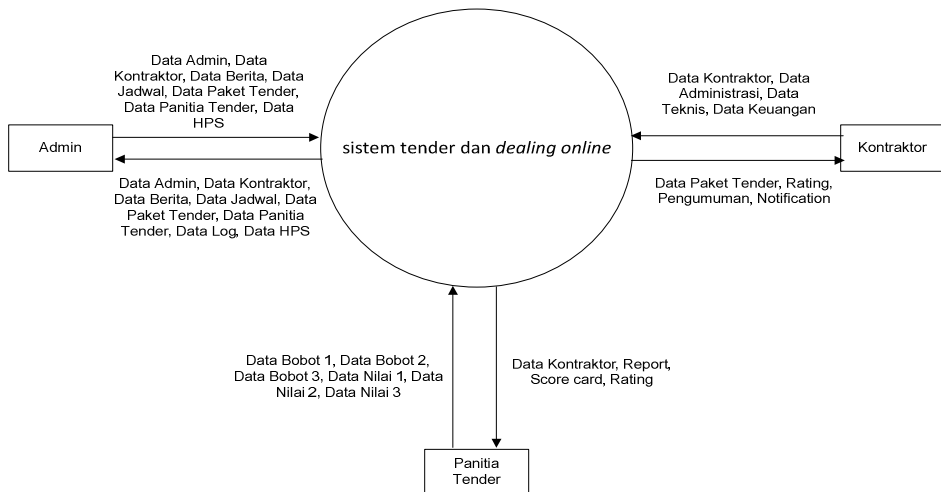 Data Admin, Data
Kontraktor, Data Berita, Data
Jadwal, Data Paket Tender,
Data Panitia Tender, Data
HPS
Admin
Data Admin, Data Kontraktor,
Data Berita, Data Jadwal, Data
Paket Tender, Data Panitia
Tender, Data Log, Data HPS
sistem tender dan dealing online
Data Kontraktor, Data
Administrasi, Data
Teknis, Data Keuangan
Kontraktor
Data Paket Tender, Rating,
Pengumuman, Notification
Data Bobot 1, Data Bobot 2,
Data Bobot 3, Data Nilai 1, Data
Nilai 2, Data Nilai 3
Data Kontraktor, Report,
Score card, Rating
Panitia
Tender